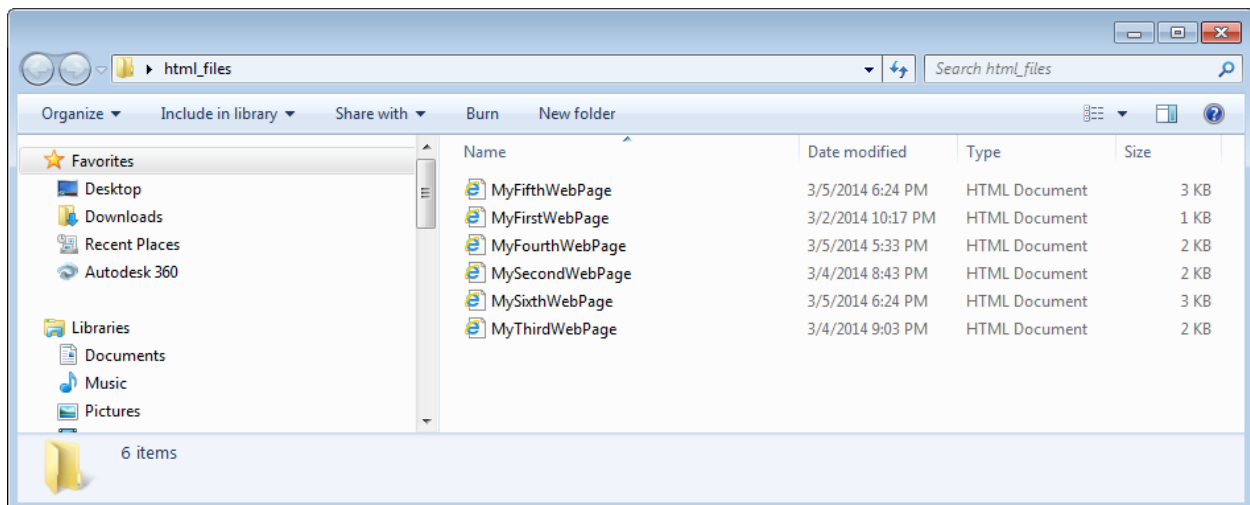 html_files
Search html_files
Organize Include in library Share with Burn New folder
Favorites
Desktop
Downloads
Recent Places
Autodesk 360
Libraries
Documents
Music
Pictures
Name Date modified Type Size
MyFifthWebPage 3/5/2014 6:24 PM HTML Document 3 KB
MyFirstWebPage 3/2/2014 10:17 PM HTML Document 1 KB
MyFourthWebPage 3/5/2014 5:33 PM HTML Document 2 KB
MySecondWebPage 3/4/2014 8:43 PM HTML Document 2 KB
MySixthWebPage 3/5/2014 6:24 PM HTML Document 3 KB
MyThirdWebPage 3/4/2014 9:03 PM HTML Document 2 KB
6 items